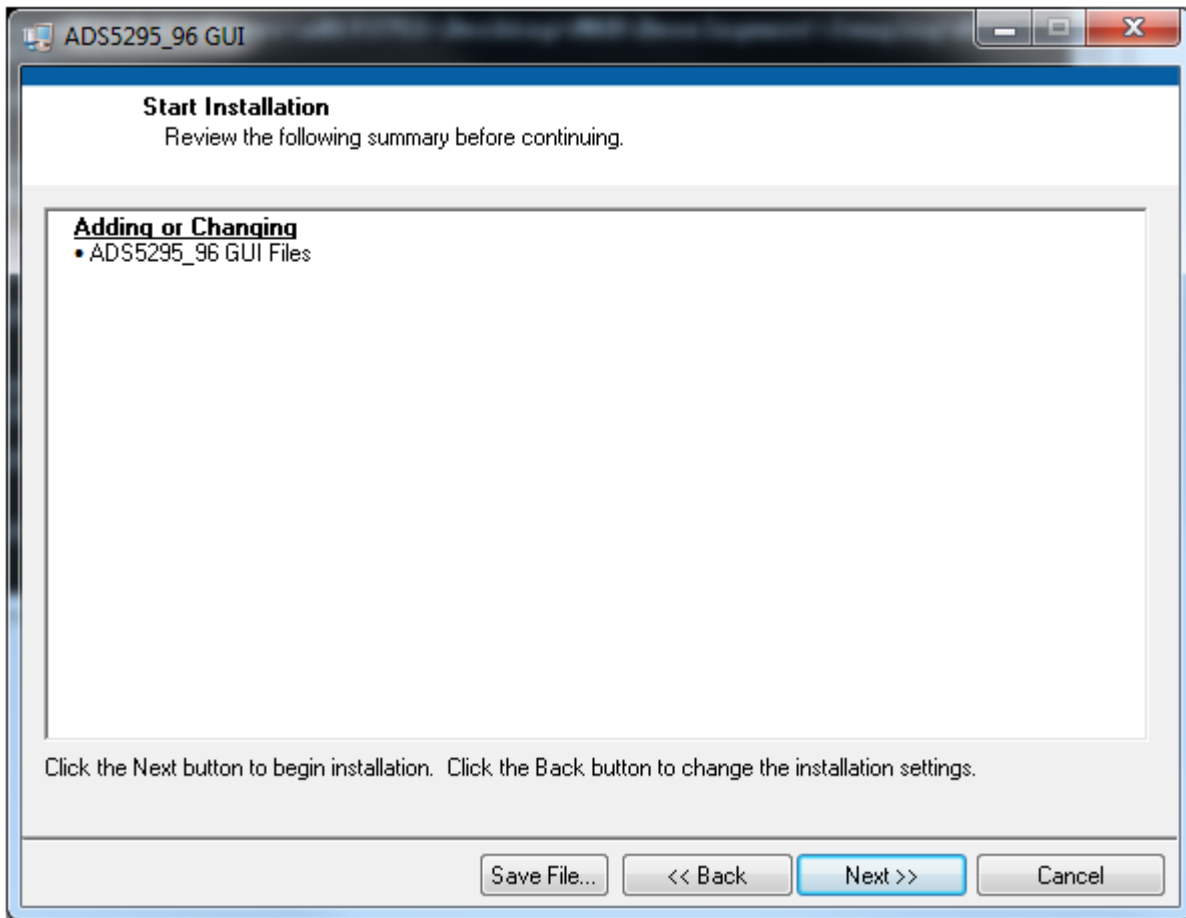 ADS5295_96 GUI
Start Installation
Review the following summary before continuing.
Adding or Changing
• ADS5295_96 GUI Files
Click the Next button to begin installation.  Click the Back button to change the installation settings.
Save File... << Back Next >> Cancel